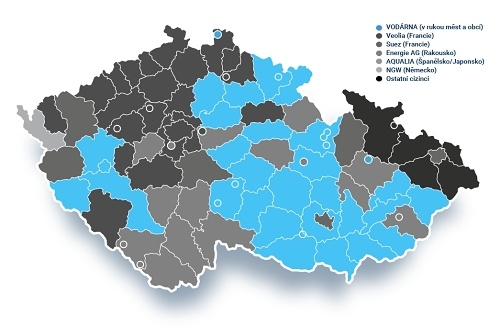 VODÁRNA (v rukou měst a obcí)
Veolia (Francie)
Suez (Francie)
Energie AG (Rakousko)
AQUALIA (Španělsko/Japonsko)
NGW (Německo)
Ostatní cizinci